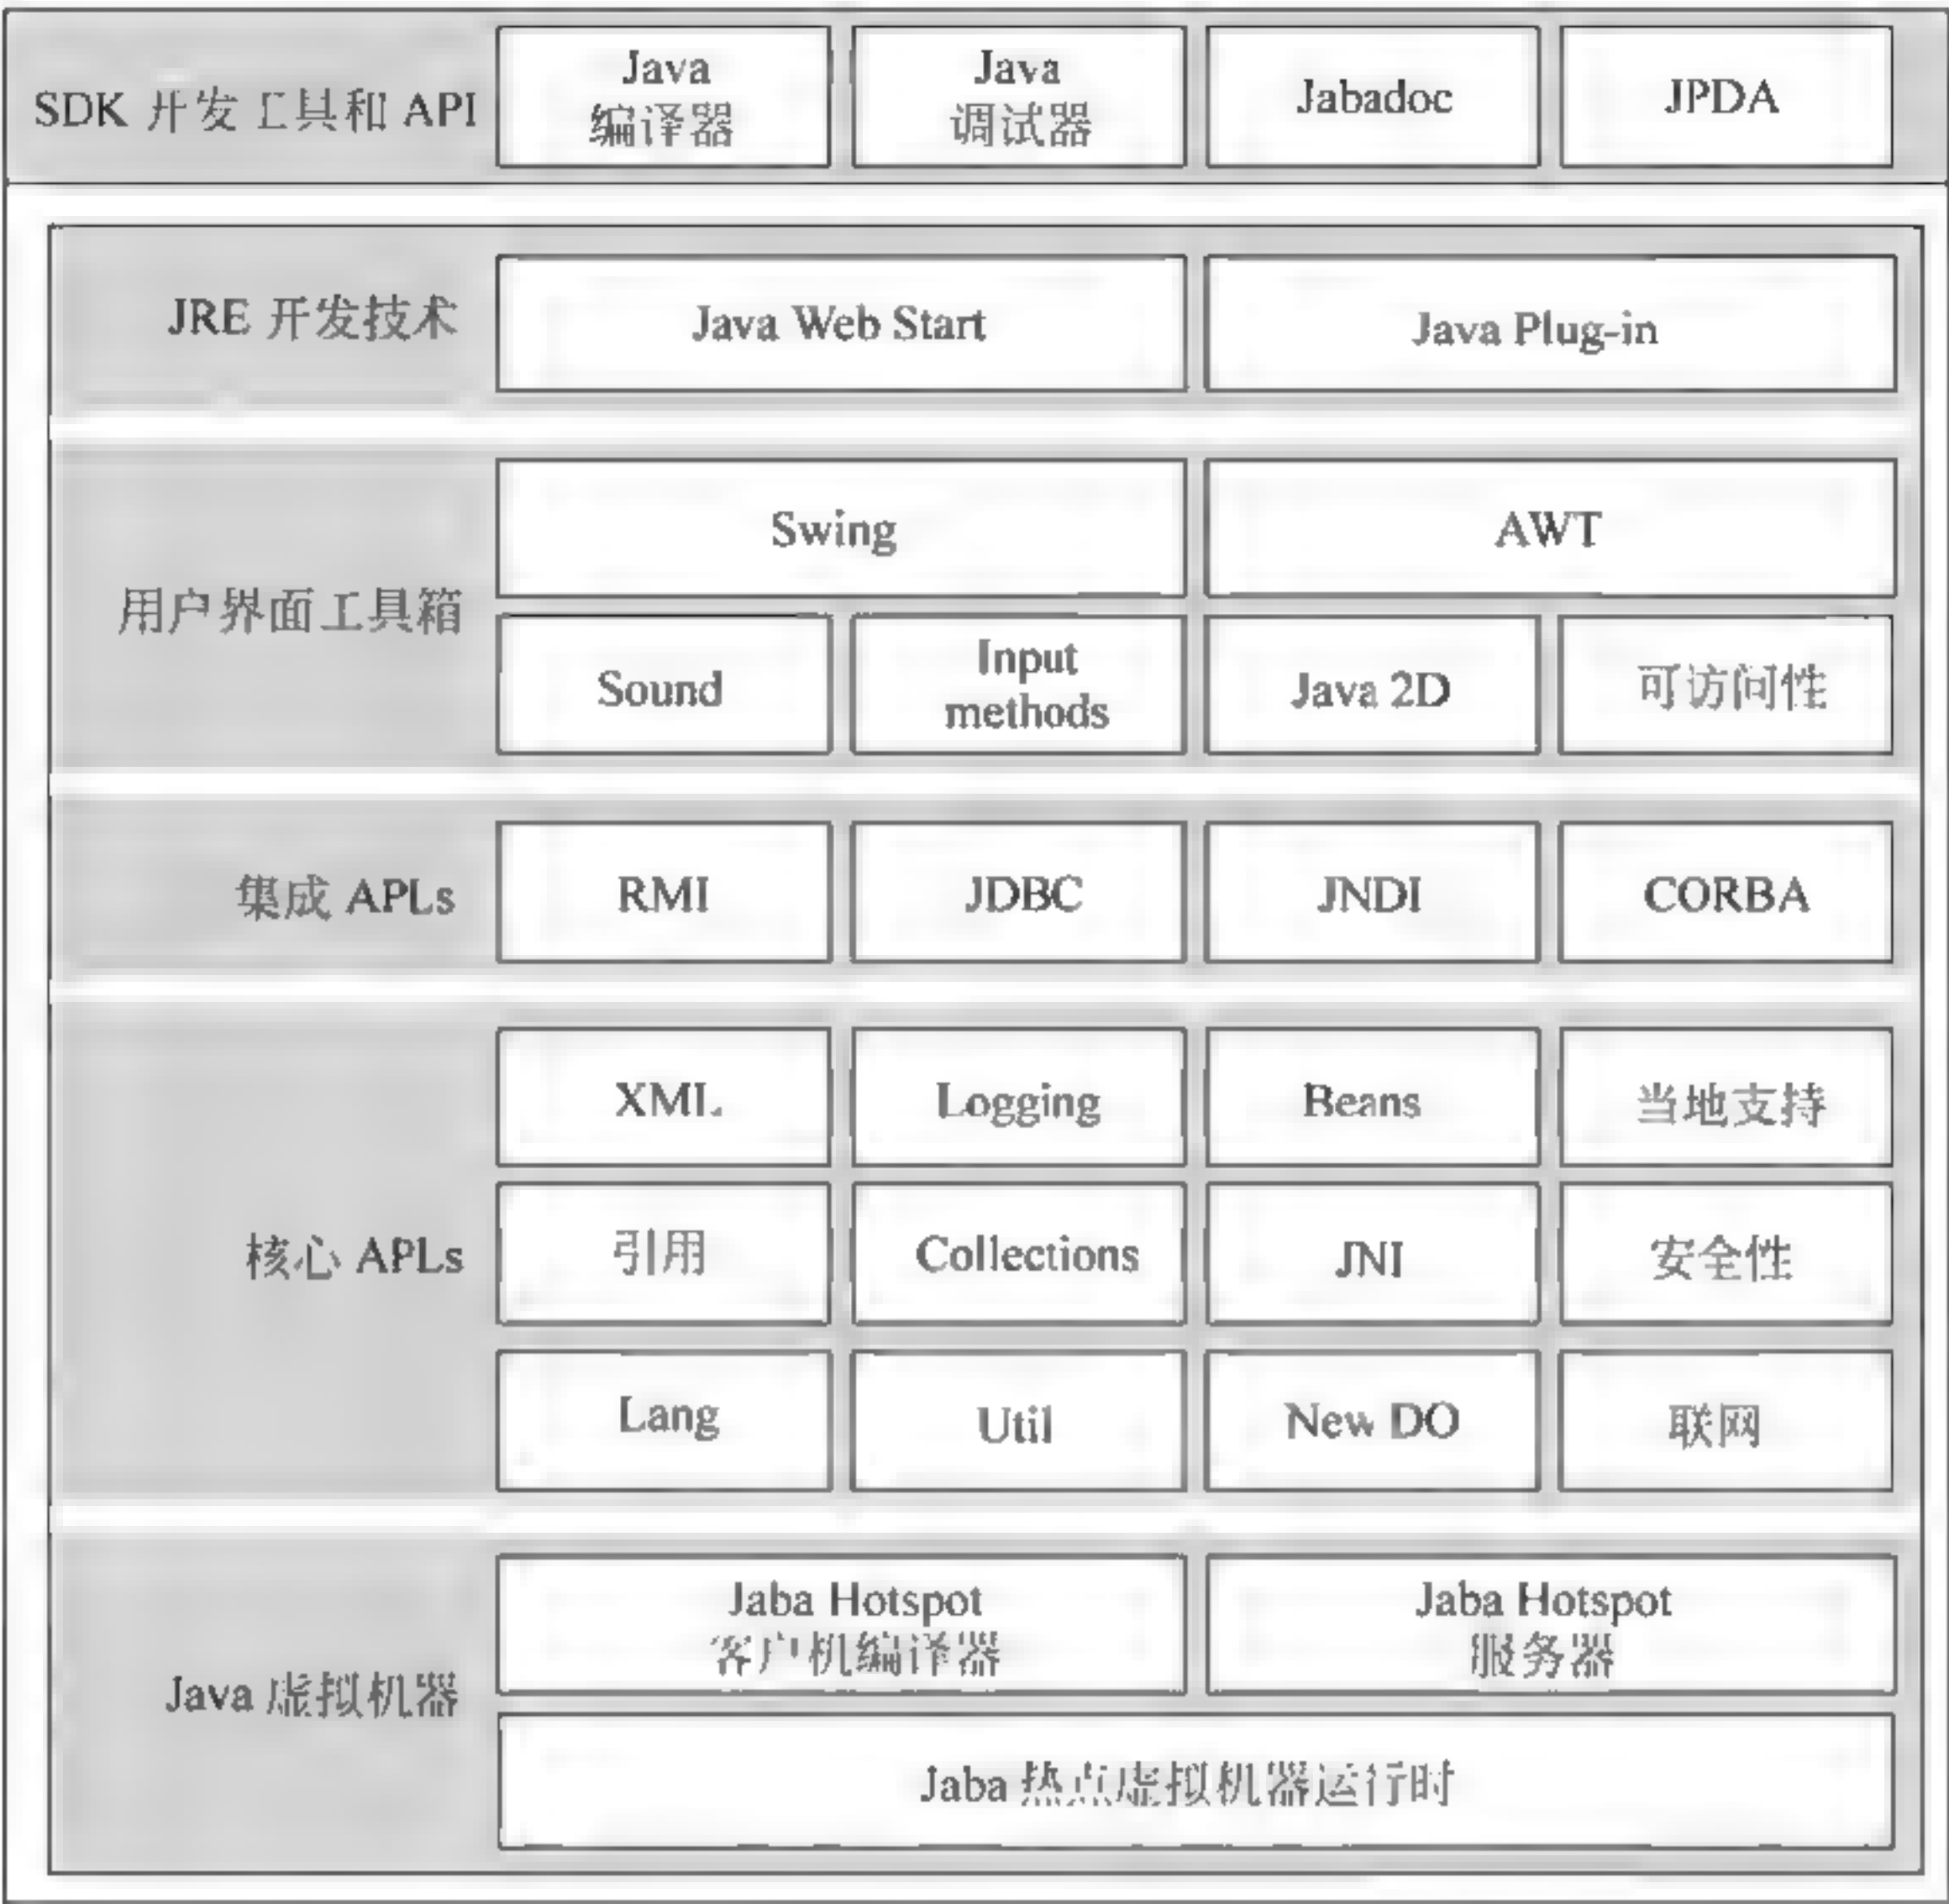 SDK 开发工具和 API
Java
编译器
Java
调试器
Jabadoc
JPDA
JRE 开发技术
Java Web Start
Java Plug-in
用户界面工具箱
Swing
AWT
Sound
Input
methods
Java 2D
可访问性
集成 APLs
RMI
JDBC
JNDI
CORBA
核心 APLs
XML
Logging
Beans
当地支持
引用
Collections
JNI
安全性
Lang
Util
New DO
联网
Java 虚拟机器
Jaba Hotspot
客户机编译器
Jaba Hotspot
服务器
Jaba 热点虚拟机器运行时